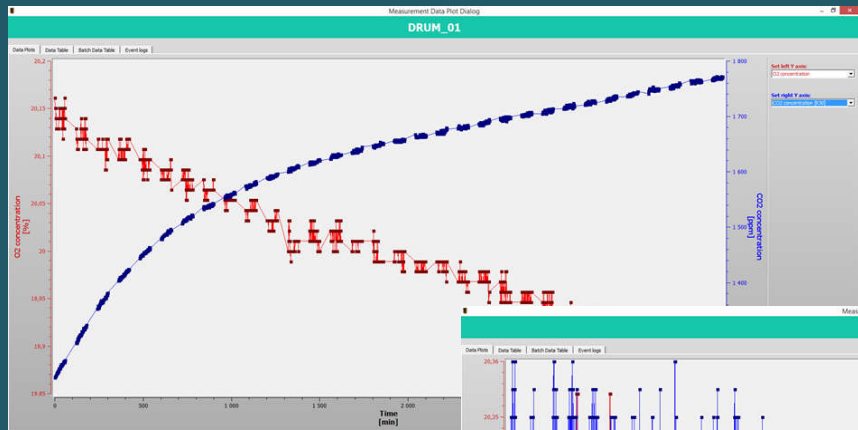 Measurement Data Plot Dialog
DRUM_01
Data Plots Data Table Batch Data Table Event logs
20,2
20,15
20,1
20,05
20
19,95
19,9
19,85
O2 concentration
[%]
1 800
1 700
1 600
1 500
1 400
CO2 concentration
[ppm]
0 500 1 000 1 500 2 000
Time
[min]
Set left Y axis:
O2 concentration
Set right Y axis:
CO2 concentration [ICW]
Meas
Data Plots Data Table Batch Data Table Event logs
20,36
20,35